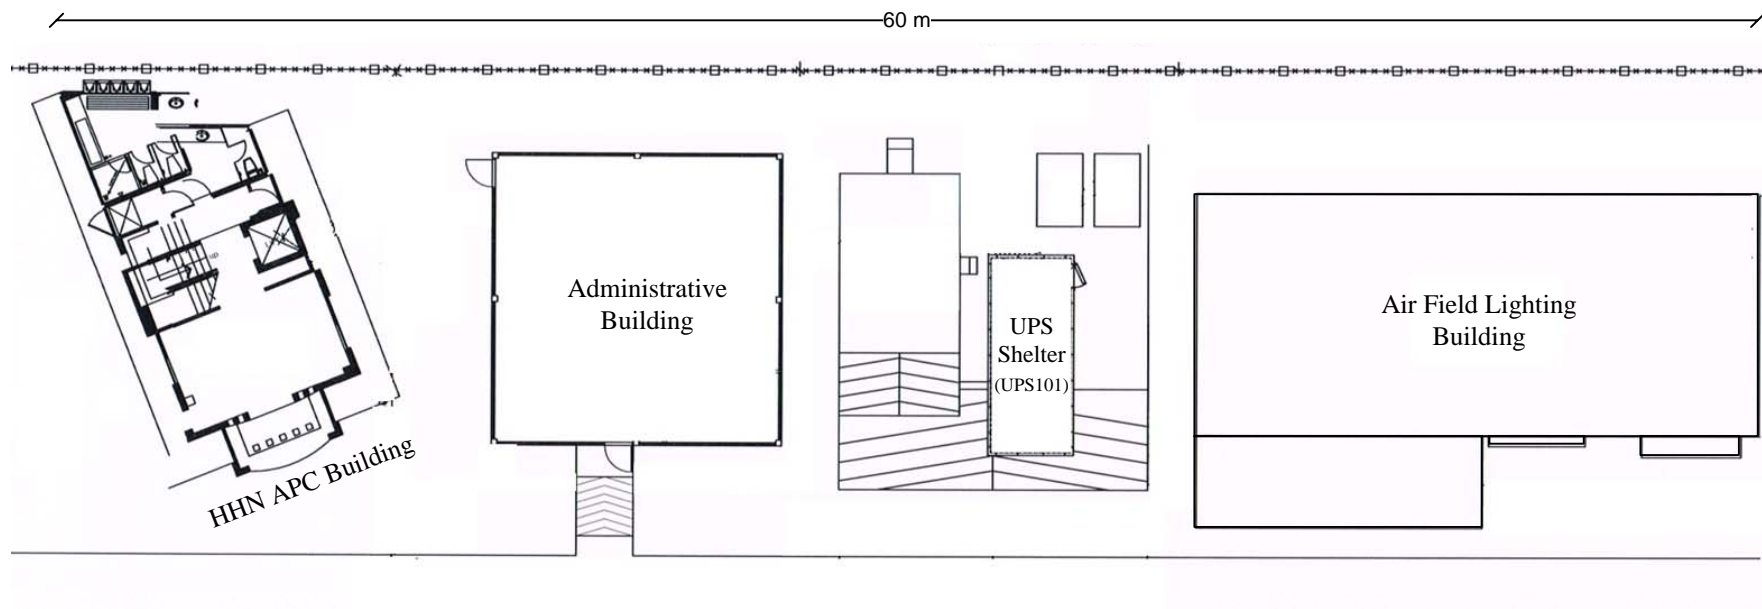 60 m
Administrative
Building
UPS
Shelter
(UPS101)
Air Field Lighting
Building
HHN APC Building